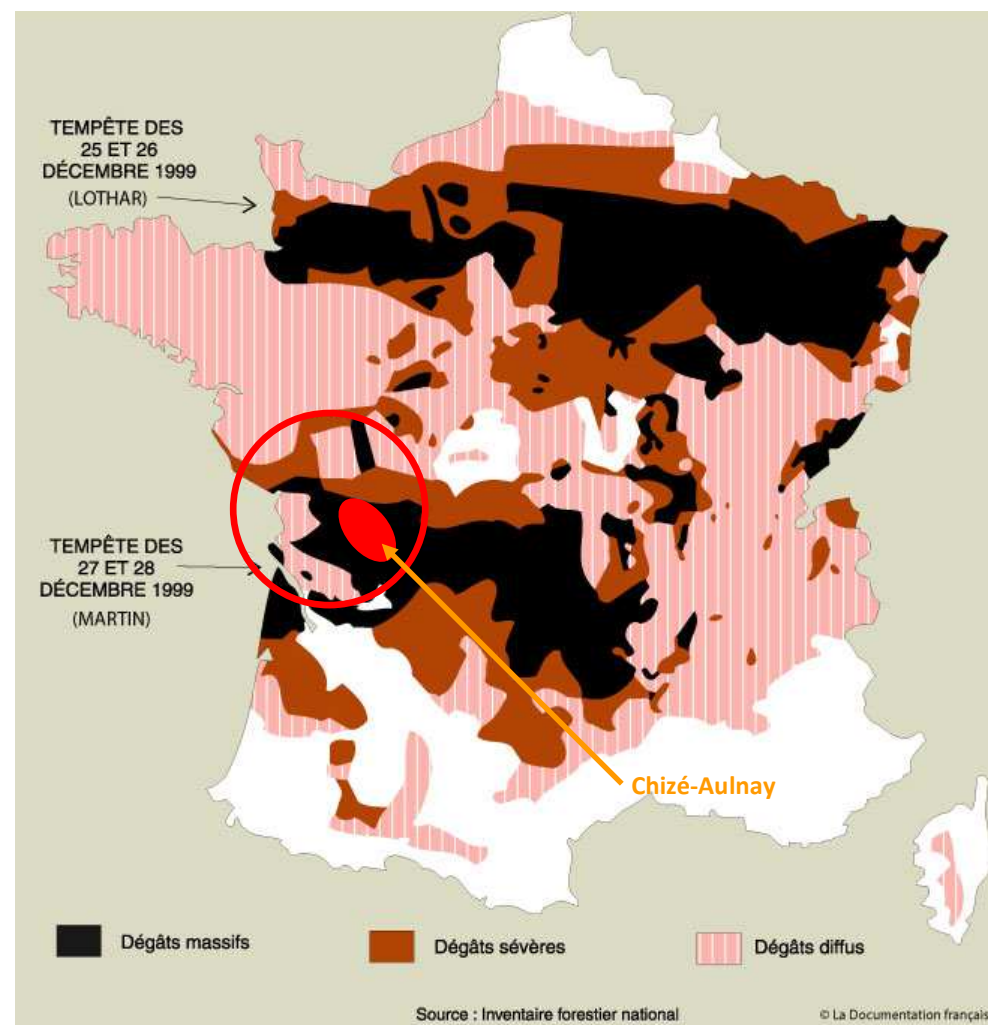 TEMPÊTE DES
25 ET 26
DÉCEMBRE 1999
(LOTHAR)
TEMPÊTE DES
27 ET 28
DÉCEMBRE 1999
(MARTIN)
Chizé-Aulnay
Dégâts massifs
Dégâts sévères
Dégâts diffus
Source : Inventaire forestier national
© La Documentation français